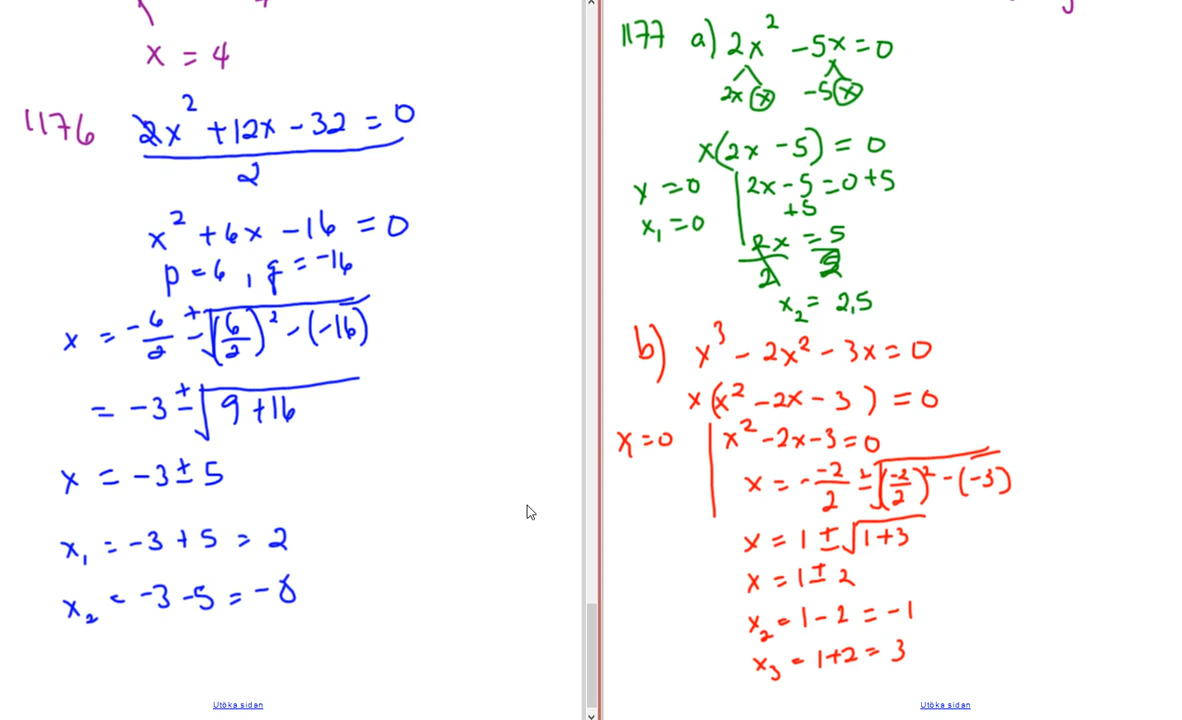 x = 4
1176 2x² + 12x - 32 = 0
2
x² + 6x - 16 = 0
p = 6 , q = -16
x = -6/2 ± √((6/2)² - (-16))
= -3 ± √(9 + 16)
x = -3 ± 5
x₁ = -3 + 5 = 2
x₂ = -3 - 5 = -8
Utöka sidan
1177 a) 2x² - 5x = 0
2x (x) -5 (x)
x(2x - 5) = 0
x = 0 | 2x - 5 = 0 + 5
x₁ = 0 | +5
2x/2 = 5/2
x₂ = 2,5
b) x³ - 2x² - 3x = 0
x(x² - 2x - 3) = 0
x₁ = 0 | x² - 2x - 3 = 0
x = - -2/2 ± √((-2/2)² - (-3))
x = 1 ± √(1 + 3)
x = 1 ± 2
x₂ = 1 - 2 = -1
x₃ = 1 + 2 = 3
Utöka sidan